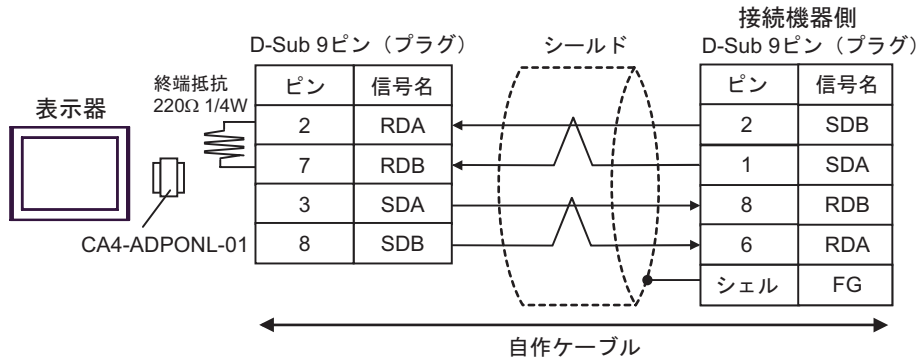 接続機器側
D-Sub 9ピン（プラグ）
シールド
D-Sub 9ピン（プラグ）
終端抵抗
220Ω 1/4W
表示器
CA4-ADPONL-01
ピン 信号名
2 RDA
7 RDB
3 SDA
8 SDB
ピン 信号名
2 SDB
1 SDA
8 RDB
6 RDA
シェル FG
自作ケーブル